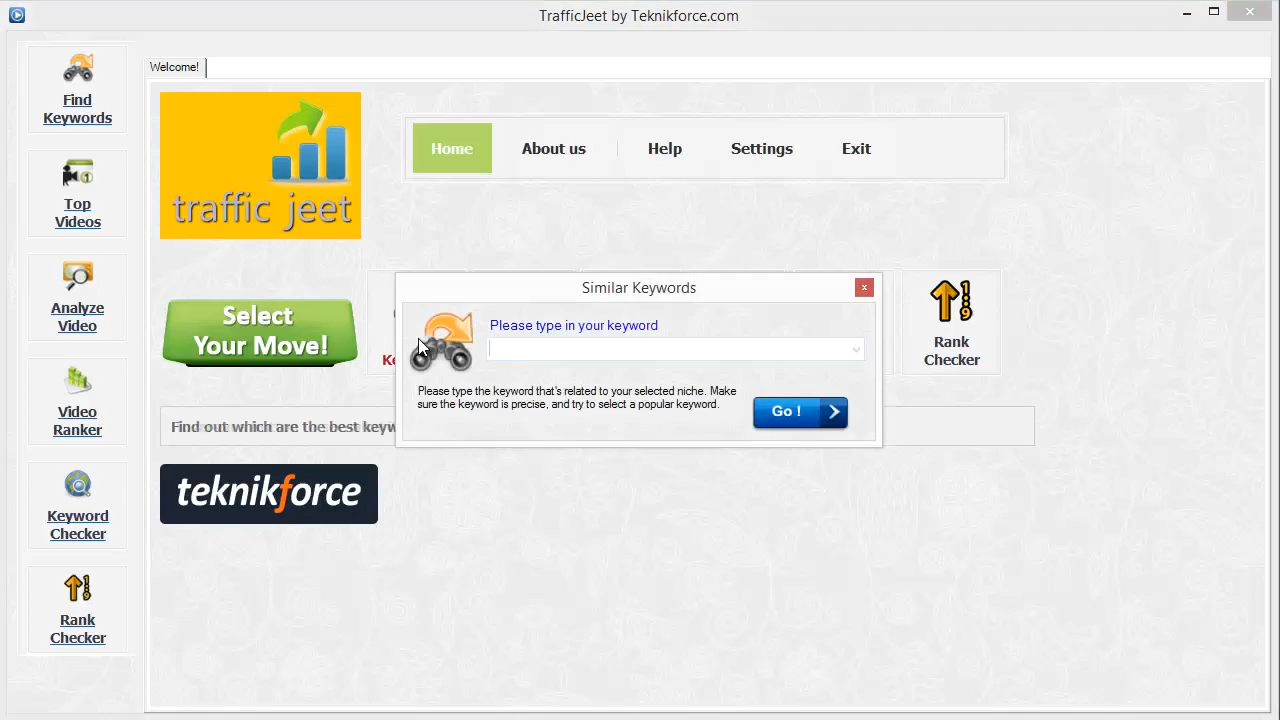 TrafficJeet by Teknikforce.com
Find
Keywords
Top
Videos
Analyze
Video
Video
Ranker
Keyword
Checker
Rank
Checker
Welcome!
traffic jeet
Home
About us
Help
Settings
Exit
Select
Your Move!
Rank
Checker
Find out which are the best
teknikforce
Similar Keywords
Please type in your keyword
Please type the keyword that's related to your selected niche. Make
sure the keyword is precise, and try to select a popular keyword.
Go !